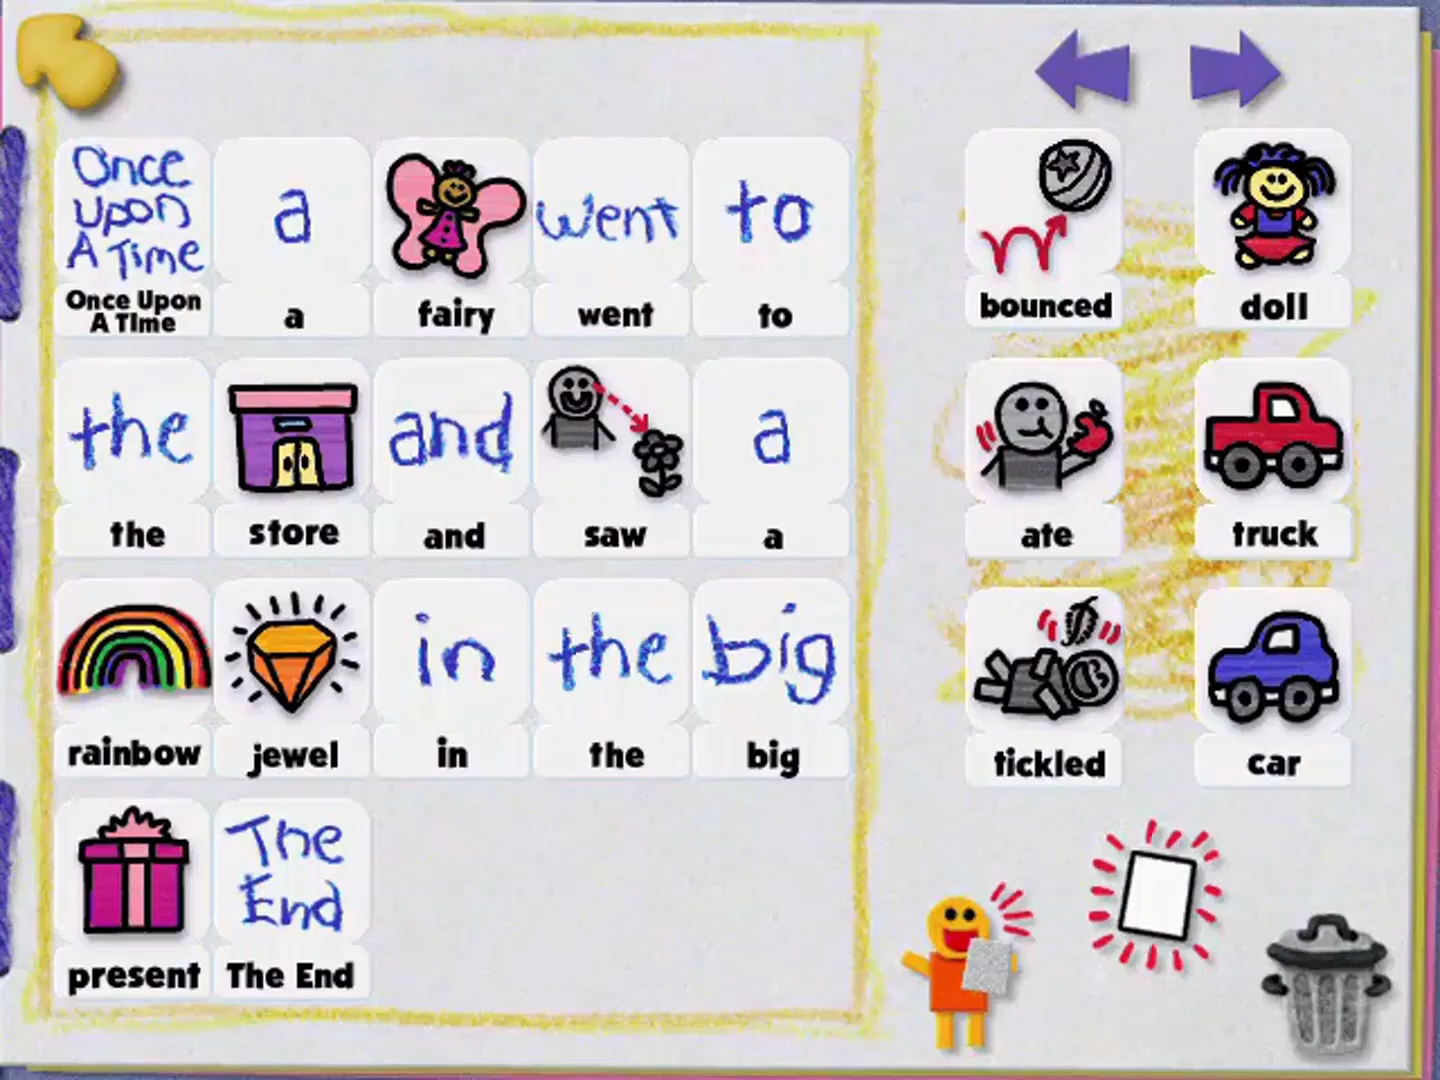 Once
Upon
A Time
a
went
to
Once Upon
A Time
a
fairy
went
to
the
and
a
the
store
and
saw
a
in
the
big
rainbow
jewel
in
the
big
The
End
present
The End
bounced
doll
ate
truck
tickled
car